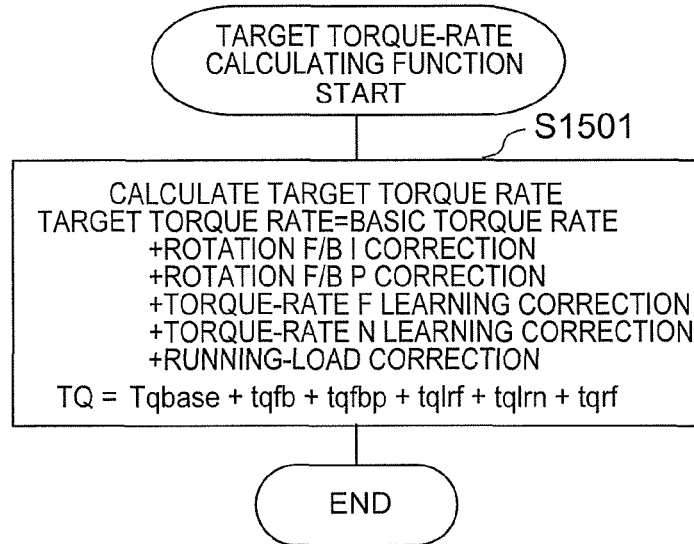 TARGET TORQUE-RATE
CALCULATING FUNCTION
START
S1501
CALCULATE TARGET TORQUE RATE
TARGET TORQUE RATE=BASIC TORQUE RATE
+ROTATION F/B I CORRECTION
+ROTATION F/B P CORRECTION
+TORQUE-RATE F LEARNING CORRECTION
+TORQUE-RATE N LEARNING CORRECTION
+RUNNING-LOAD CORRECTION
TQ = Tqbase + tqfb + tqfbp + tqlrf + tqlrn + tqrf
END